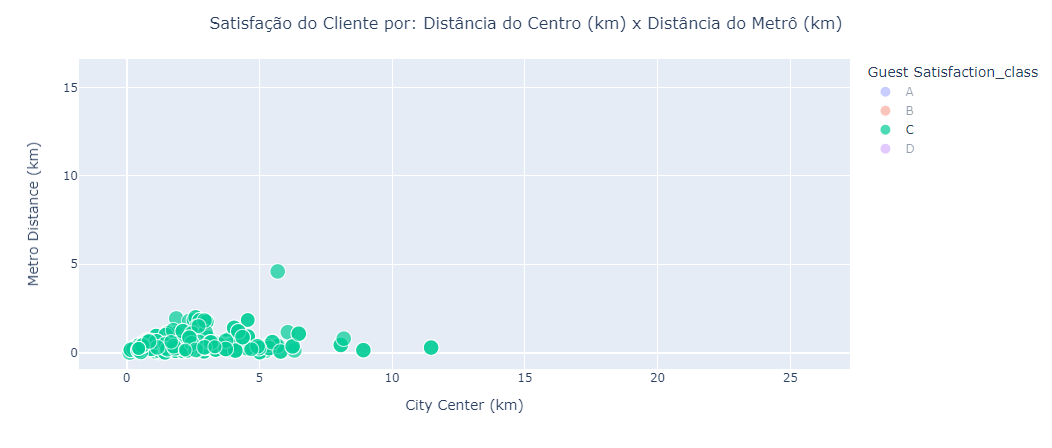 Satisfação do Cliente por: Distância do Centro (km) x Distância do Metrô (km)
Guest Satisfaction_class
A
B
C
D
Metro Distance (km)
15
10
5
0
0
5
10
15
20
25
City Center (km)